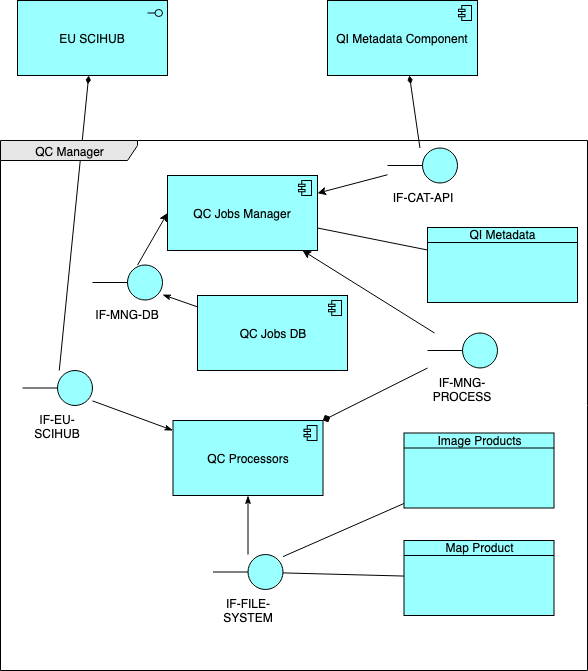 EU SCIHUB
QI Metadata Component
QC Manager
IF-CAT-API
QC Jobs Manager
QI Metadata
IF-MNG-DB
QC Jobs DB
IF-MNG-
PROCESS
IF-EU-
SCIHUB
QC Processors
Image Products
Map Product
IF-FILE-
SYSTEM